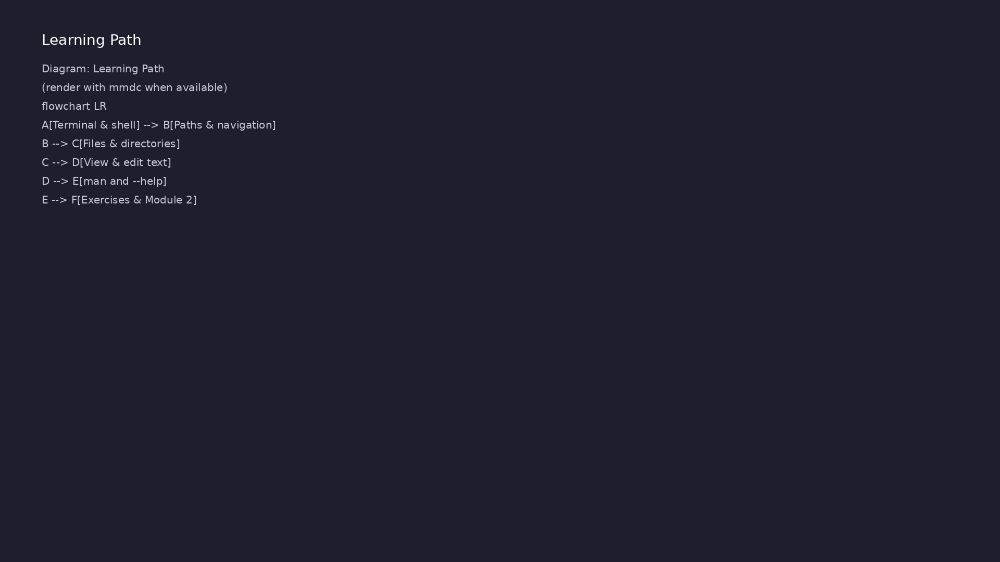 Learning Path
Diagram: Learning Path
(render with mmdc when available)
flowchart LR
A[Terminal & shell] --> B[Paths & navigation]
B --> C[Files & directories]
C --> D[View & edit text]
D --> E[man and --help]
E --> F[Exercises & Module 2]